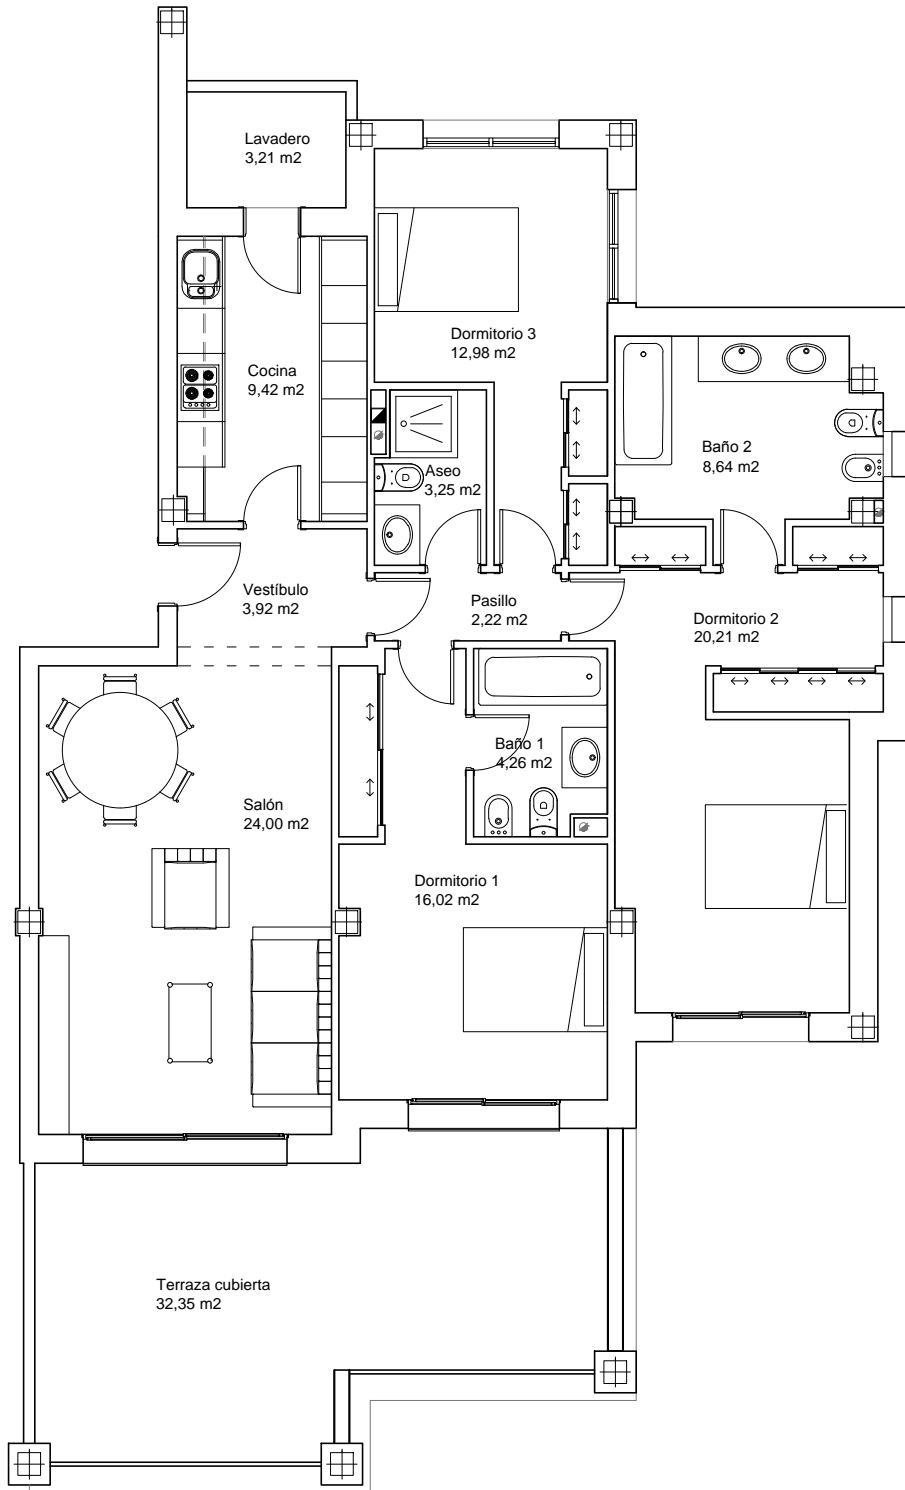 Lavadero
3,21 m2
Dormitorio 3
12,98 m2
Cocina
9,42 m2
Baño 2
8,64 m2
Aseo
3,25 m2
Vestíbulo
3,92 m2
Pasillo
2,22 m2
Dormitorio 2
20,21 m2
Baño 1
4,26 m2
Salón
24,00 m2
Dormitorio 1
16,02 m2
Terraza cubierta
32,35 m2